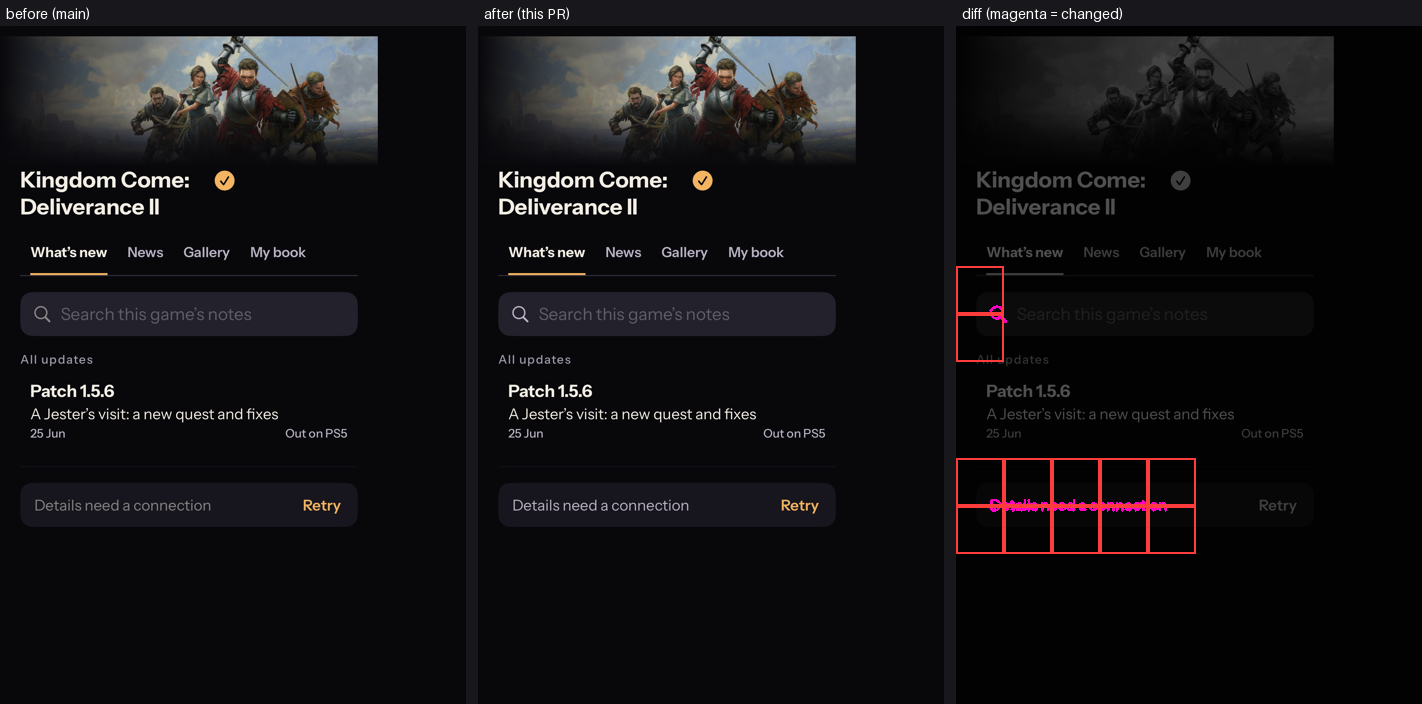 before (main)
after (this PR)
diff (magenta = changed)
Kingdom Come:
Deliverance II
What's new News Gallery My book
Search this game's notes
All updates
Patch 1.5.6
A Jester's visit: a new quest and fixes
25 Jun Out on PS5
Details need a connection Retry
Kingdom Come:
Deliverance II
What's new News Gallery My book
Search this game's notes
All updates
Patch 1.5.6
A Jester's visit: a new quest and fixes
25 Jun Out on PS5
Details need a connection Retry
Kingdom Come:
Deliverance II
What's new News Gallery My book
Search this game's notes
All updates
Patch 1.5.6
A Jester's visit: a new quest and fixes
25 Jun Out on PS5
Details need a connection Retry